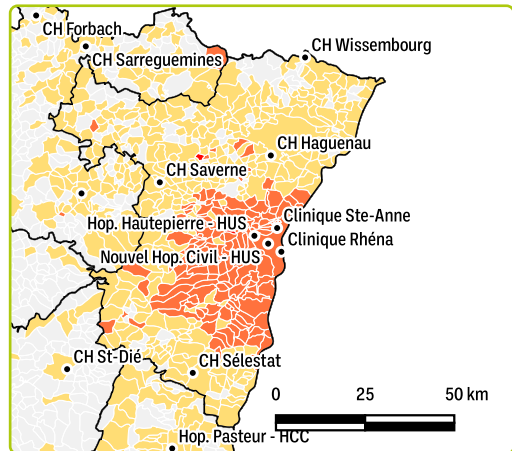 CH Forbach
CH Wissembourg
CH Sarreguemines
CH Haguenau
CH Saverne
Clinique Ste-Anne
Hop. Hautepierre - HUS
Clinique Rhéna
Nouvel Hop. Civil - HUS
CH St-Dié
CH Sélestat
0 25 50 km
Hop. Pasteur - HCC